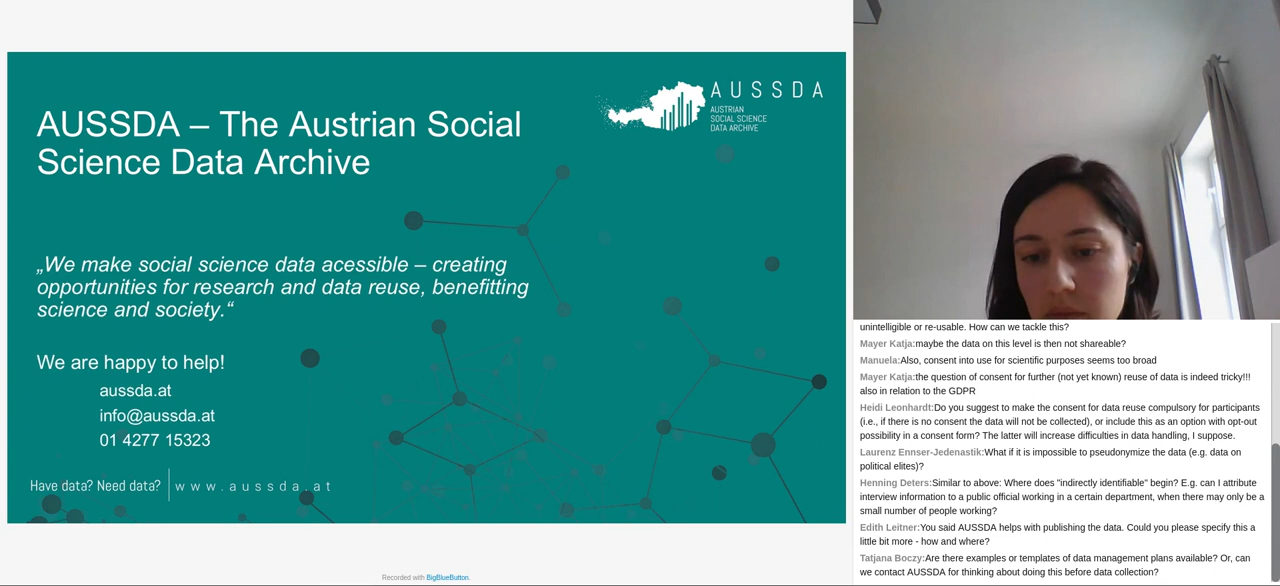 AUSSDA – The Austrian Social
Science Data Archive
AUSSDA
AUSTRIAN
SOCIAL SCIENCE
DATA ARCHIVE
„We make social science data acessible – creating
opportunities for research and data reuse, benefitting
science and society.“
We are happy to help!
aussda.at
info@aussda.at
01 4277 15323
Have data? Need data?
www.aussda.at
Recorded with BigBlueButton.
unintelligible or re-usable. How can we tackle this?
Mayer Katja:maybe the data on this level is then not shareable?
Manuela:Also, consent into use for scientific purposes seems too broad
Mayer Katja:the question of consent for further (not yet known) reuse of data is indeed tricky!!!
also in relation to the GDPR
Heidi Leonhardt:Do you suggest to make the consent for data reuse compulsory for participants
(i.e., if there is no consent the data will not be collected), or include this as an option with opt-out
possibility in a consent form? The latter will increase difficulties in data handling, I suppose.
Laurenz Ennser-Jedenastik:What if it is impossible to pseudonymize the data (e.g. data on
political elites)?
Henning Deters:Similar to above: Where does "indirectly identifiable" begin? E.g. can I attribute
interview information to a public official working in a certain department, when there may only be a
small number of people working?
Edith Leitner:You said AUSSDA helps with publishing the data. Could you please specify this a
little bit more - how and where?
Tatjana Boczy:Are there examples or templates of data management plans available? Or, can
we contact AUSSDA for thinking about doing this before data collection?